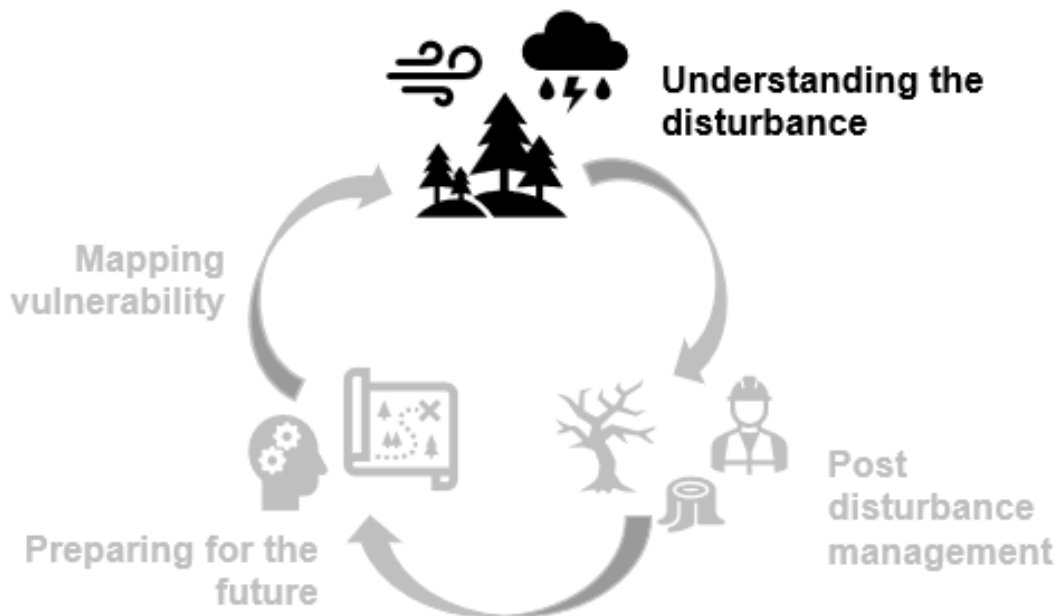 Understanding the
disturbance
Mapping
vulnerability
Post
disturbance
management
Preparing for the
future